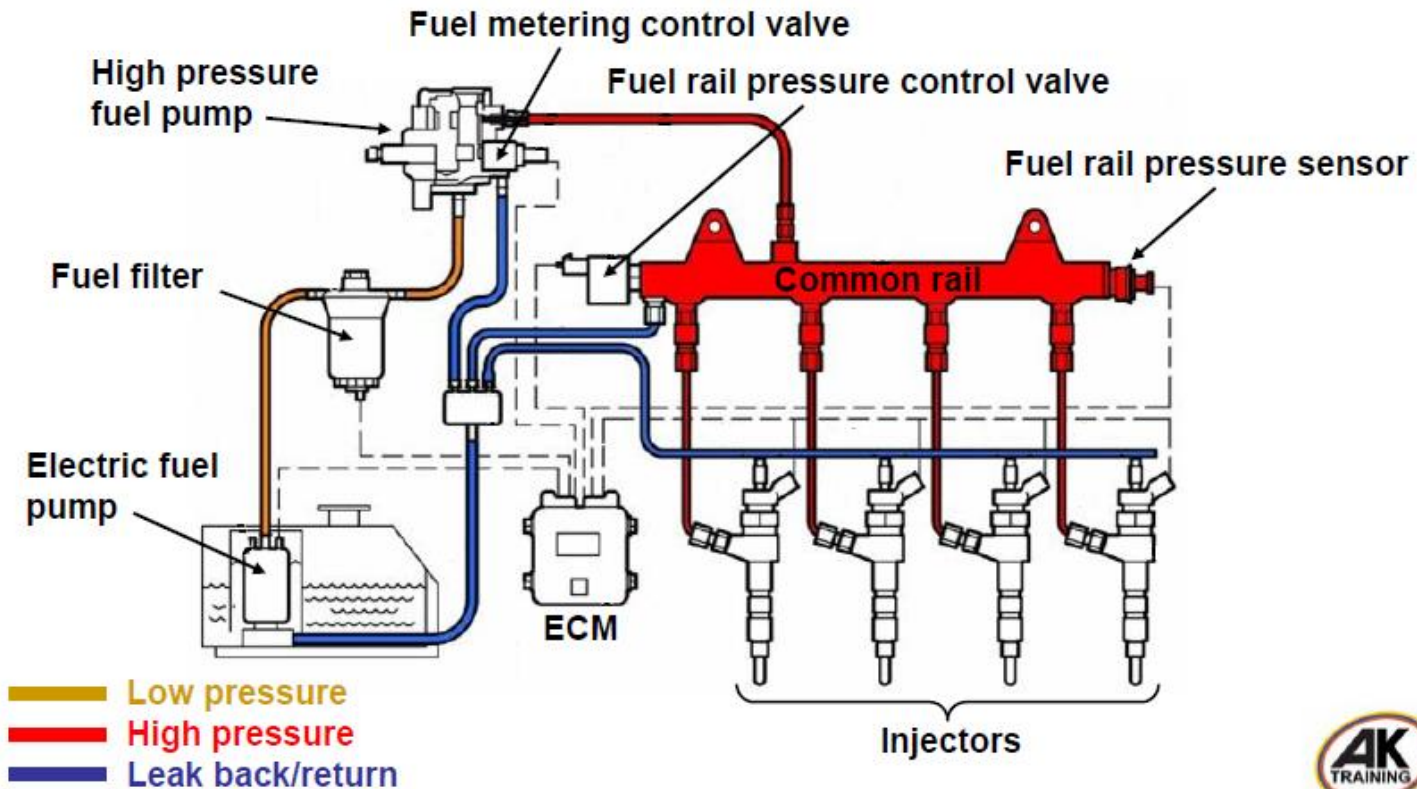 Fuel metering control valve
High pressure
fuel pump
Fuel rail pressure control valve
Fuel rail pressure sensor
Fuel filter
Common rail
Electric fuel
pump
ECM
Low pressure
High pressure
Leak back/return
Injectors
AK
TRAINING